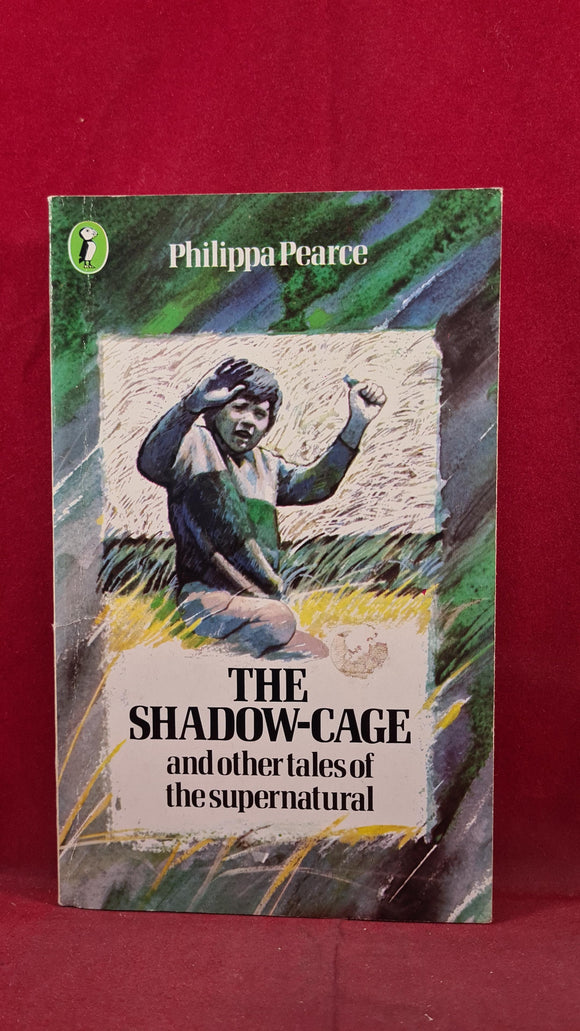 Philippa Pearce
THE
SHADOW-CAGE
and other tales of
the supernatural